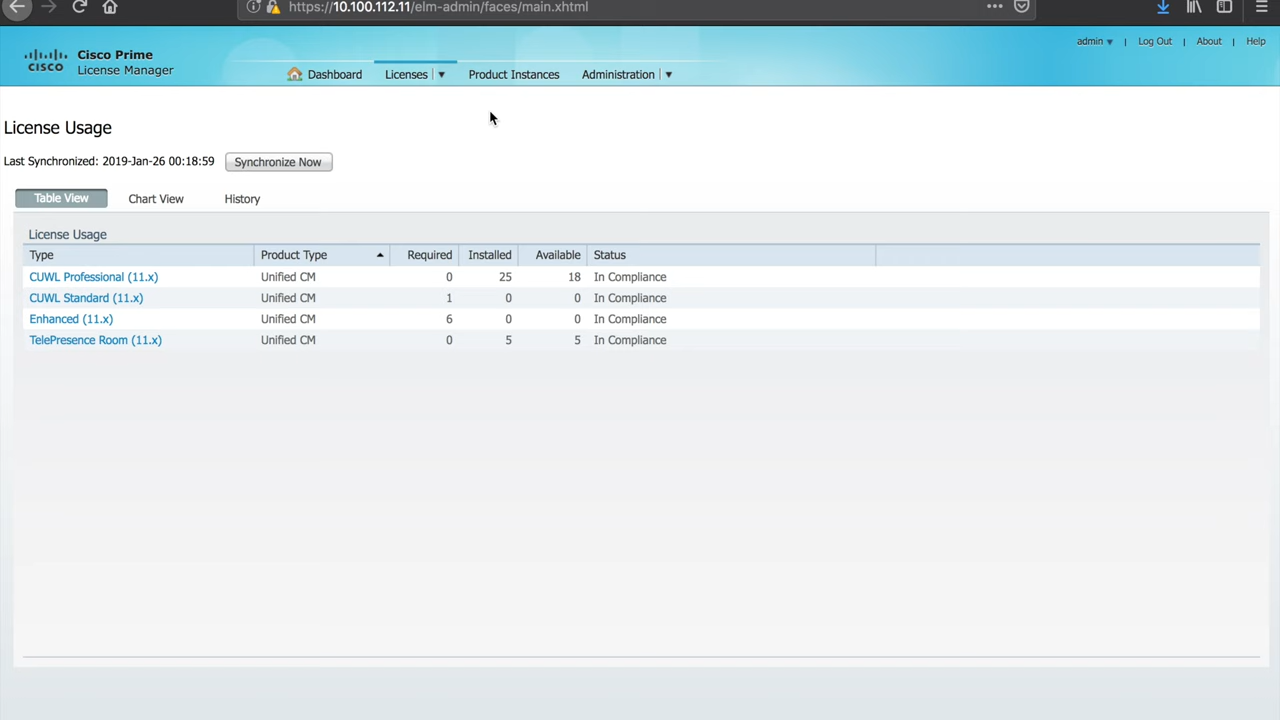 https://10.100.112.11/elm-admin/faces/main.xhtml
admin | Log Out | About | Help
CISCO
Cisco Prime
License Manager
Dashboard Licenses Product Instances Administration
License Usage
Last Synchronized: 2019-Jan-26 00:18:59 Synchronize Now
Table View Chart View History
License Usage
Type Product Type Required Installed Available Status
CUWL Professional (11.x) Unified CM 0 25 18 In Compliance
CUWL Standard (11.x) Unified CM 1 0 0 In Compliance
Enhanced (11.x) Unified CM 6 0 0 In Compliance
TelePresence Room (11.x) Unified CM 0 5 5 In Compliance